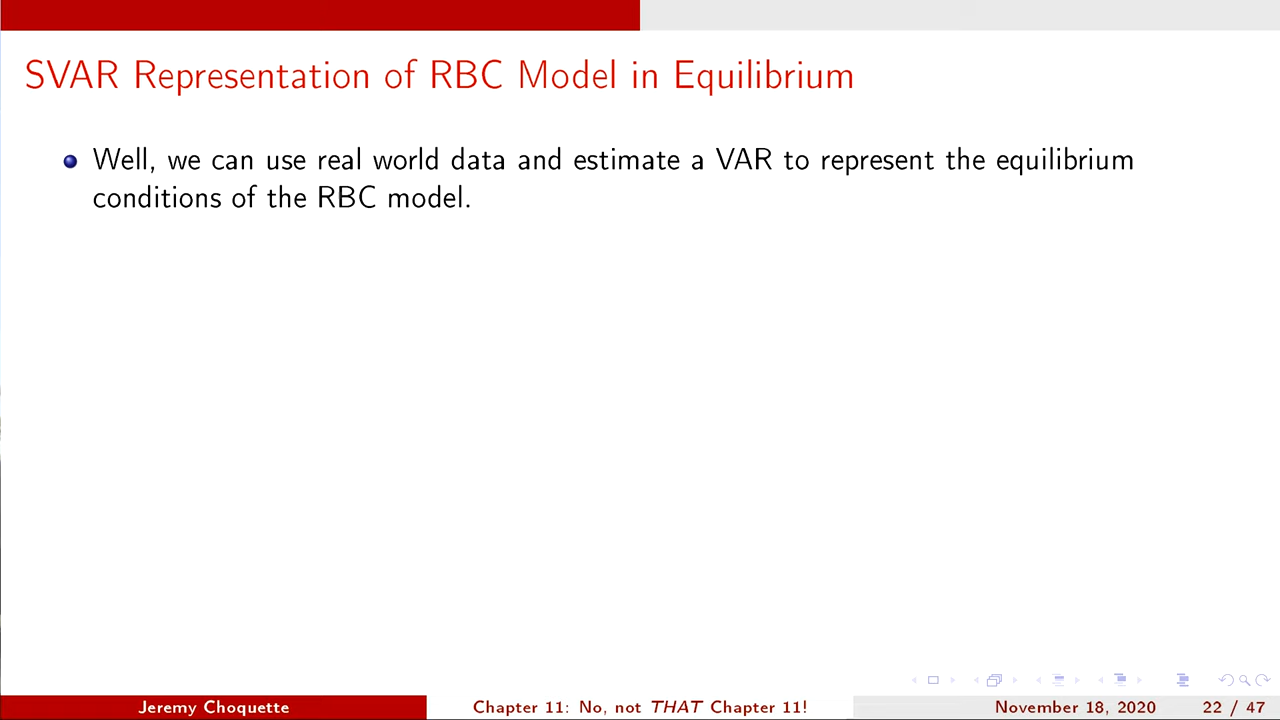 SVAR Representation of RBC Model in Equilibrium
Well, we can use real world data and estimate a VAR to represent the equilibrium
conditions of the RBC model.
Jeremy Choquette
Chapter 11: No, not THAT Chapter 11!
November 18, 2020
22 / 47